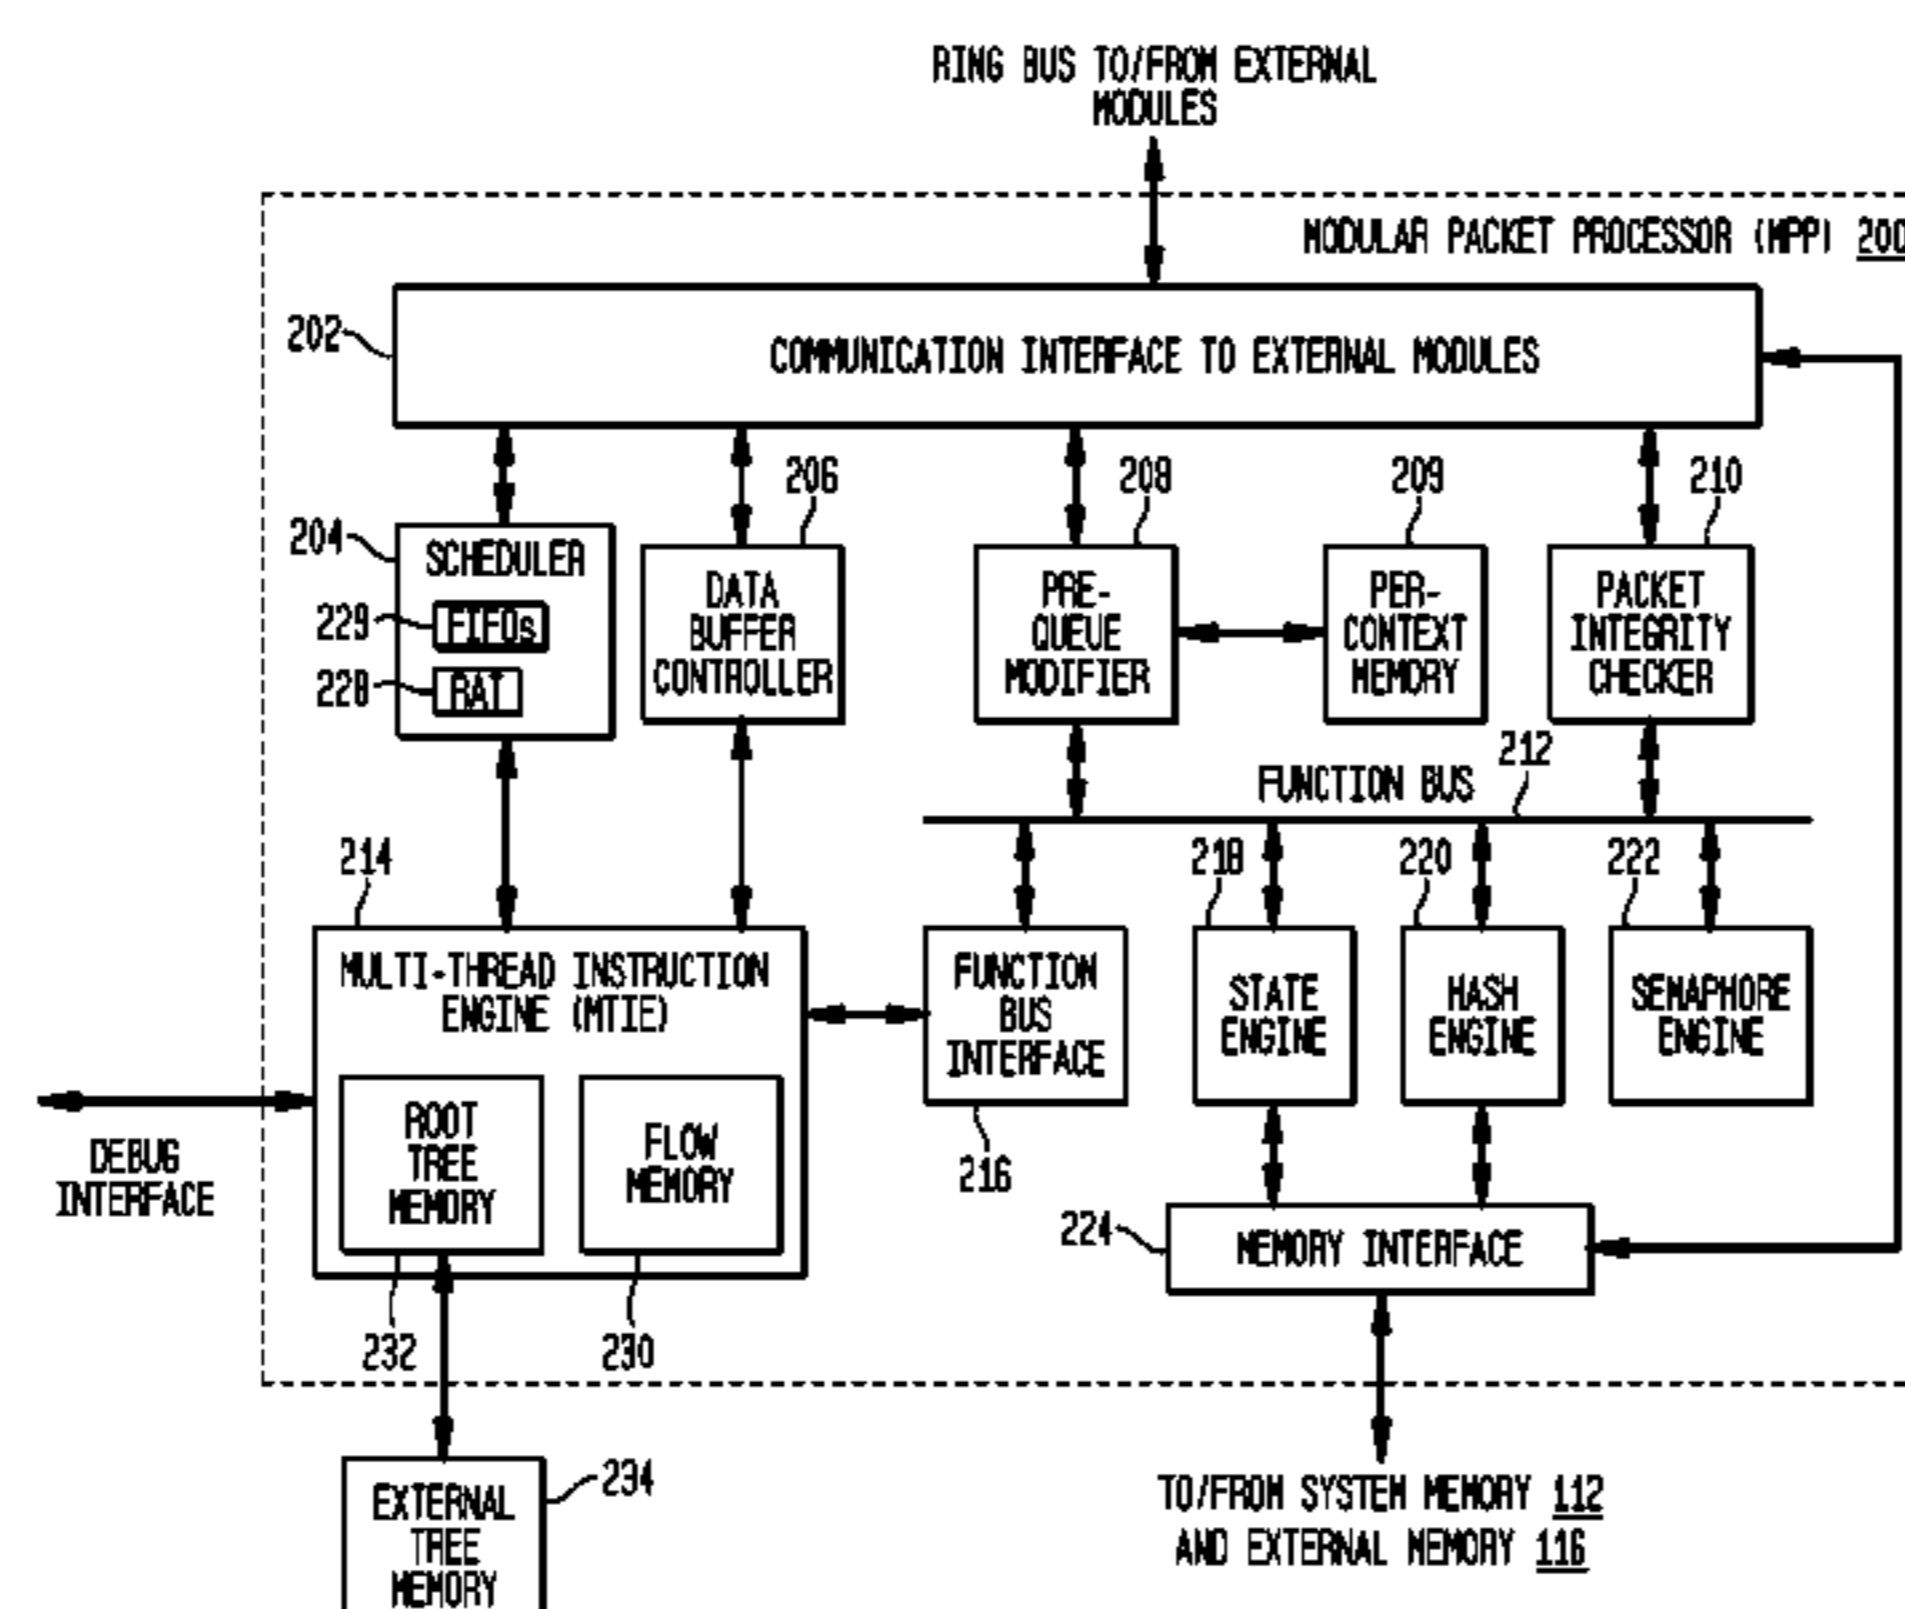 RING BUS TO/FROM EXTERNAL
MODULES
MODULAR PACKET PROCESSOR (MPP) 200
202
COMMUNICATION INTERFACE TO EXTERNAL MODULES
206
208
209
210
204
SCHEDULER
229
FIFOs
228
RAT
DATA
BUFFER
CONTROLLER
PRE-
QUEUE
MODIFIER
PER-
CONTEXT
MEMORY
PACKET
INTEGRITY
CHECKER
212
FUNCTION BUS
214
218
220
222
MULTI-THREAD INSTRUCTION
ENGINE (MTIE)
FUNCTION
BUS
INTERFACE
STATE
ENGINE
HASH
ENGINE
SEMAPHORE
ENGINE
ROOT
TREE
MEMORY
FLOW
MEMORY
DEBUG
INTERFACE
216
224
MEMORY INTERFACE
232
230
234
EXTERNAL
TREE
MEMORY
TO/FROM SYSTEM MEMORY 112
AND EXTERNAL MEMORY 116